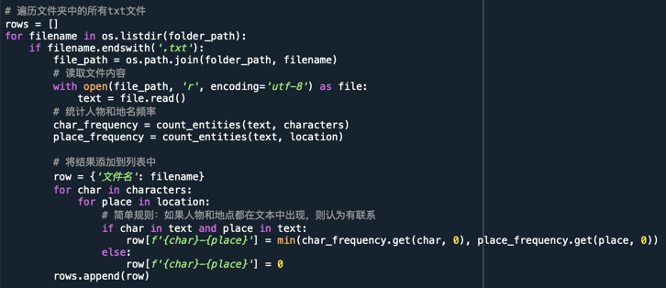 # 遍历文件夹中的所有txt文件
rows = []
for filename in os.listdir(folder_path):
    if filename.endswith('.txt'):
        file_path = os.path.join(folder_path, filename)
        # 读取文件内容
        with open(file_path, 'r', encoding='utf-8') as file:
            text = file.read()
        # 统计人物和地名频率
        char_frequency = count_entities(text, characters)
        place_frequency = count_entities(text, location)

        # 将结果添加到列表中
        row = {'文件名': filename}
        for char in characters:
            for place in location:
                # 简单规则：如果人物和地点都在文本中出现，则认为有联系
                if char in text and place in text:
                    row[f'{char}-{place}'] = min(char_frequency.get(char, 0), place_frequency.get(place, 0))
                else:
                    row[f'{char}-{place}'] = 0
        rows.append(row)